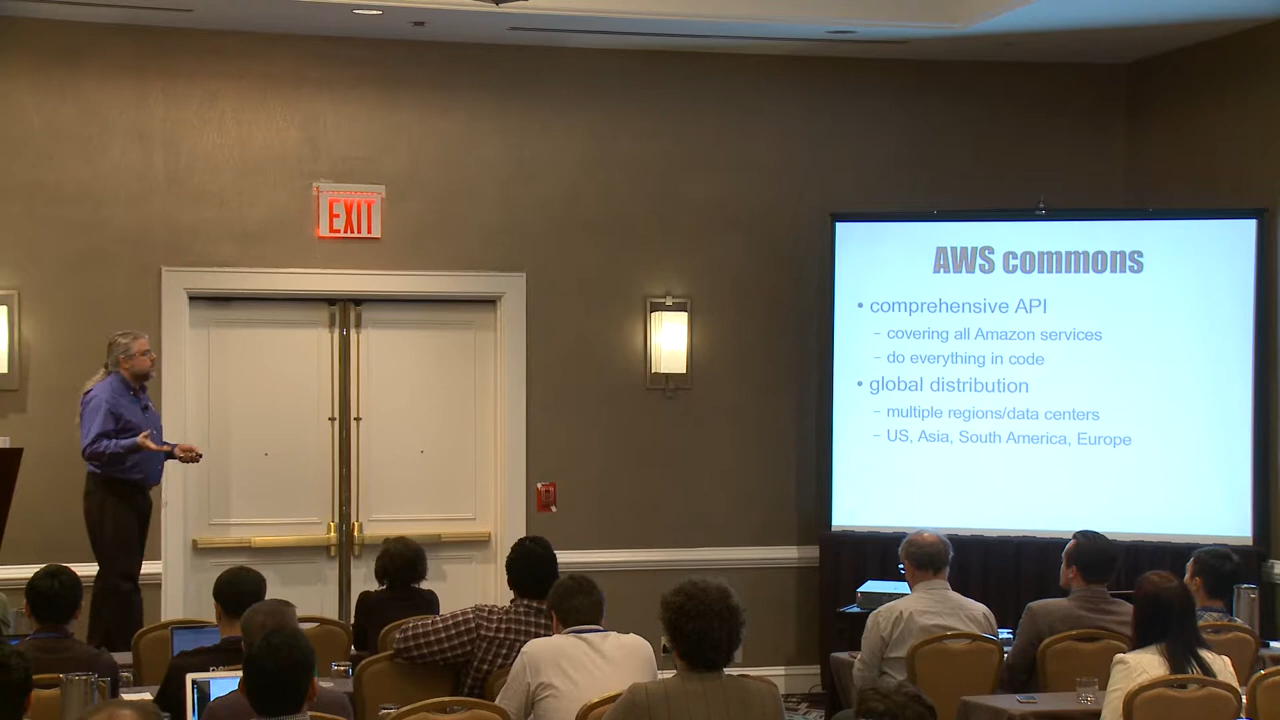 EXIT
AWS commons
• comprehensive API
– covering all Amazon services
– do everything in code
• global distribution
– multiple regions/data centers
– US, Asia, South America, Europe